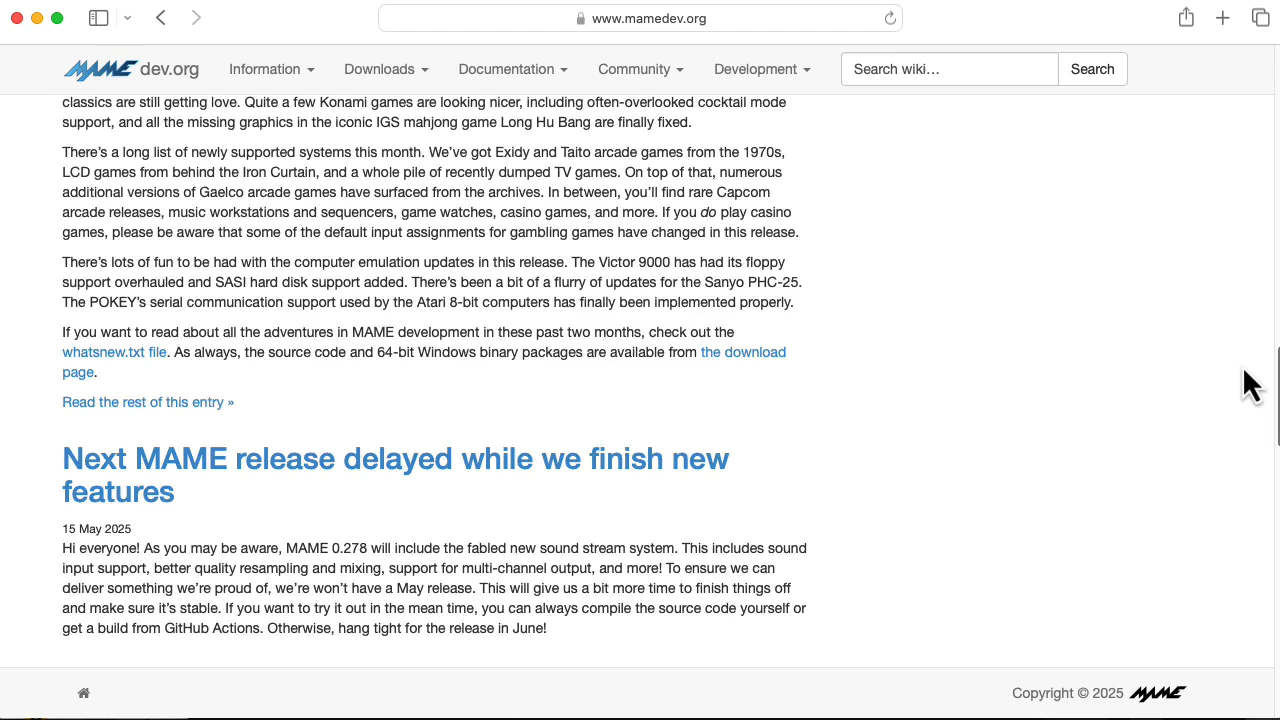 www.mamedev.org
MAME dev.org Information Downloads Documentation Community Development Search wiki… Search
classics are still getting love. Quite a few Konami games are looking nicer, including often-overlooked cocktail mode
support, and all the missing graphics in the iconic IGS mahjong game Long Hu Bang are finally fixed.
There’s a long list of newly supported systems this month. We’ve got Exidy and Taito arcade games from the 1970s,
LCD games from behind the Iron Curtain, and a whole pile of recently dumped TV games. On top of that, numerous
additional versions of Gaelco arcade games have surfaced from the archives. In between, you’ll find rare Capcom
arcade releases, music workstations and sequencers, game watches, casino games, and more. If you do play casino
games, please be aware that some of the default input assignments for gambling games have changed in this release.
There’s lots of fun to be had with the computer emulation updates in this release. The Victor 9000 has had its floppy
support overhauled and SASI hard disk support added. There’s been a bit of a flurry of updates for the Sanyo PHC-25.
The POKEY’s serial communication support used by the Atari 8-bit computers has finally been implemented properly.
If you want to read about all the adventures in MAME development in these past two months, check out the
whatsnew.txt file. As always, the source code and 64-bit Windows binary packages are available from the download
page.
Read the rest of this entry »
Next MAME release delayed while we finish new
features
15 May 2025
Hi everyone! As you may be aware, MAME 0.278 will include the fabled new sound stream system. This includes sound
input support, better quality resampling and mixing, support for multi-channel output, and more! To ensure we can
deliver something we’re proud of, we’re won’t have a May release. This will give us a bit more time to finish things off
and make sure it’s stable. If you want to try it out in the mean time, you can always compile the source code yourself or
get a build from GitHub Actions. Otherwise, hang tight for the release in June!
Copyright © 2025 MAME